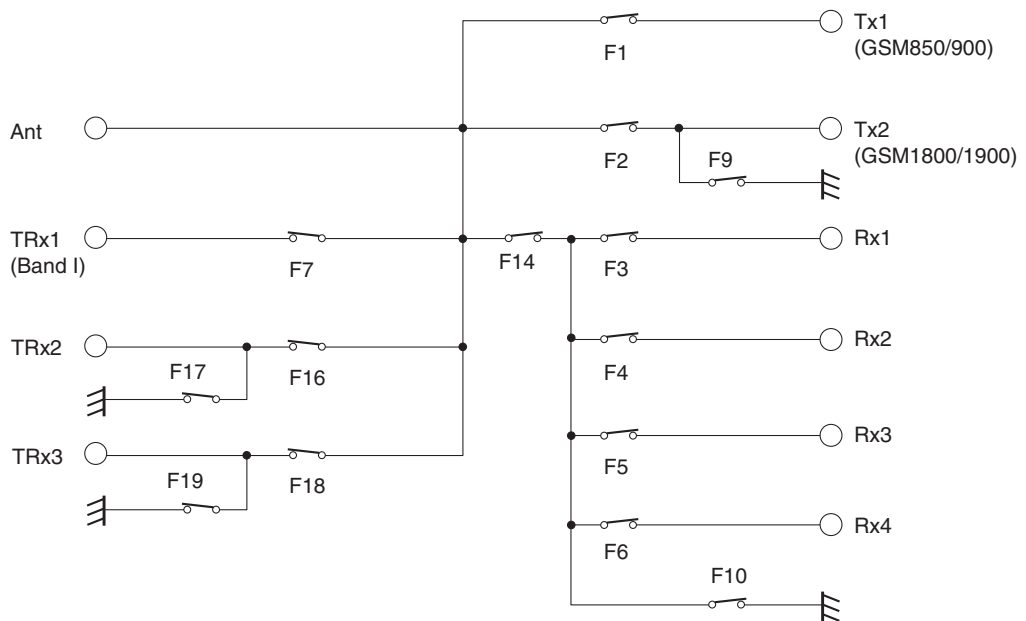 Tx1
(GSM850/900)
F1
Ant
Tx2
(GSM1800/1900)
F2
F9
TRx1
(Band I)
F7
F14
F3
Rx1
TRx2
F17
F16
F4
Rx2
TRx3
F19
F18
F5
Rx3
F6
Rx4
F10